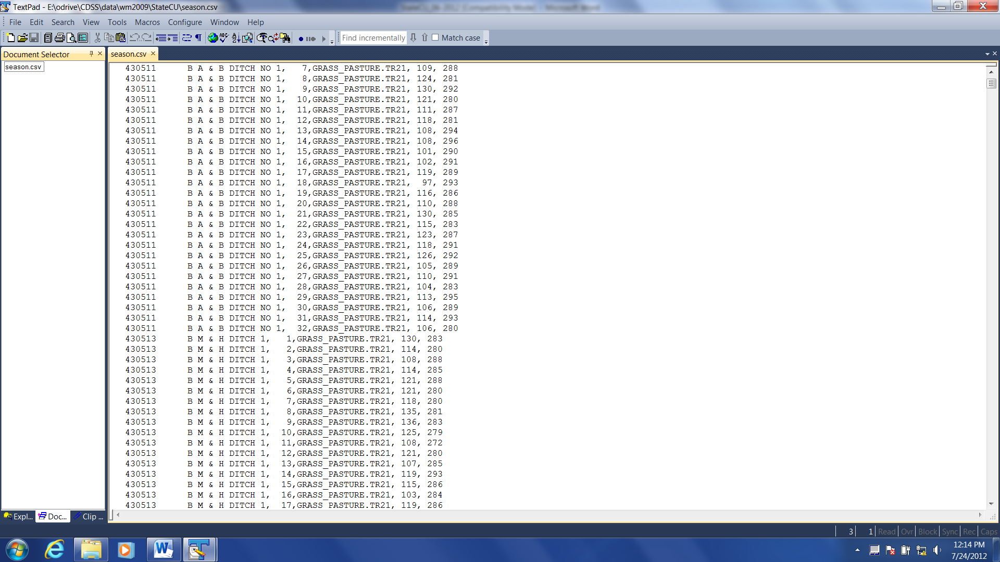 TextPad - E:\odrive\CDSS\data\wm2009\StateCU\season.csv
File Edit Search View Tools Macros Configure Window Help
Find incrementally Match case
Document Selector
season.csv
season.csv
430511 B A & B DITCH NO 1, 7,GRASS_PASTURE.TR21, 109, 288
430511 B A & B DITCH NO 1, 8,GRASS_PASTURE.TR21, 124, 281
430511 B A & B DITCH NO 1, 9,GRASS_PASTURE.TR21, 130, 292
430511 B A & B DITCH NO 1, 10,GRASS_PASTURE.TR21, 121, 280
430511 B A & B DITCH NO 1, 11,GRASS_PASTURE.TR21, 111, 287
430511 B A & B DITCH NO 1, 12,GRASS_PASTURE.TR21, 118, 281
430511 B A & B DITCH NO 1, 13,GRASS_PASTURE.TR21, 108, 294
430511 B A & B DITCH NO 1, 14,GRASS_PASTURE.TR21, 108, 296
430511 B A & B DITCH NO 1, 15,GRASS_PASTURE.TR21, 101, 290
430511 B A & B DITCH NO 1, 16,GRASS_PASTURE.TR21, 102, 291
430511 B A & B DITCH NO 1, 17,GRASS_PASTURE.TR21, 119, 289
430511 B A & B DITCH NO 1, 18,GRASS_PASTURE.TR21, 97, 293
430511 B A & B DITCH NO 1, 19,GRASS_PASTURE.TR21, 116, 286
430511 B A & B DITCH NO 1, 20,GRASS_PASTURE.TR21, 110, 288
430511 B A & B DITCH NO 1, 21,GRASS_PASTURE.TR21, 130, 285
430511 B A & B DITCH NO 1, 22,GRASS_PASTURE.TR21, 115, 283
430511 B A & B DITCH NO 1, 23,GRASS_PASTURE.TR21, 123, 287
430511 B A & B DITCH NO 1, 24,GRASS_PASTURE.TR21, 118, 291
430511 B A & B DITCH NO 1, 25,GRASS_PASTURE.TR21, 126, 292
430511 B A & B DITCH NO 1, 26,GRASS_PASTURE.TR21, 105, 289
430511 B A & B DITCH NO 1, 27,GRASS_PASTURE.TR21, 110, 291
430511 B A & B DITCH NO 1, 28,GRASS_PASTURE.TR21, 104, 283
430511 B A & B DITCH NO 1, 29,GRASS_PASTURE.TR21, 113, 295
430511 B A & B DITCH NO 1, 30,GRASS_PASTURE.TR21, 106, 289
430511 B A & B DITCH NO 1, 31,GRASS_PASTURE.TR21, 114, 293
430511 B A & B DITCH NO 1, 32,GRASS_PASTURE.TR21, 106, 280
430513 B M & H DITCH 1, 1,GRASS_PASTURE.TR21, 130, 283
430513 B M & H DITCH 1, 2,GRASS_PASTURE.TR21, 114, 280
430513 B M & H DITCH 1, 3,GRASS_PASTURE.TR21, 108, 288
430513 B M & H DITCH 1, 4,GRASS_PASTURE.TR21, 114, 285
430513 B M & H DITCH 1, 5,GRASS_PASTURE.TR21, 121, 288
430513 B M & H DITCH 1, 6,GRASS_PASTURE.TR21, 121, 280
430513 B M & H DITCH 1, 7,GRASS_PASTURE.TR21, 118, 280
430513 B M & H DITCH 1, 8,GRASS_PASTURE.TR21, 135, 281
430513 B M & H DITCH 1, 9,GRASS_PASTURE.TR21, 136, 283
430513 B M & H DITCH 1, 10,GRASS_PASTURE.TR21, 125, 279
430513 B M & H DITCH 1, 11,GRASS_PASTURE.TR21, 108, 272
430513 B M & H DITCH 1, 12,GRASS_PASTURE.TR21, 121, 280
430513 B M & H DITCH 1, 13,GRASS_PASTURE.TR21, 107, 285
430513 B M & H DITCH 1, 14,GRASS_PASTURE.TR21, 119, 293
430513 B M & H DITCH 1, 15,GRASS_PASTURE.TR21, 115, 286
430513 B M & H DITCH 1, 16,GRASS_PASTURE.TR21, 103, 284
430513 B M & H DITCH 1, 17,GRASS_PASTURE.TR21, 119, 286
Expl... Doc... Clip ...
3 1 Read Ovr Block Sync Rec Caps
12:14 PM
7/24/2012